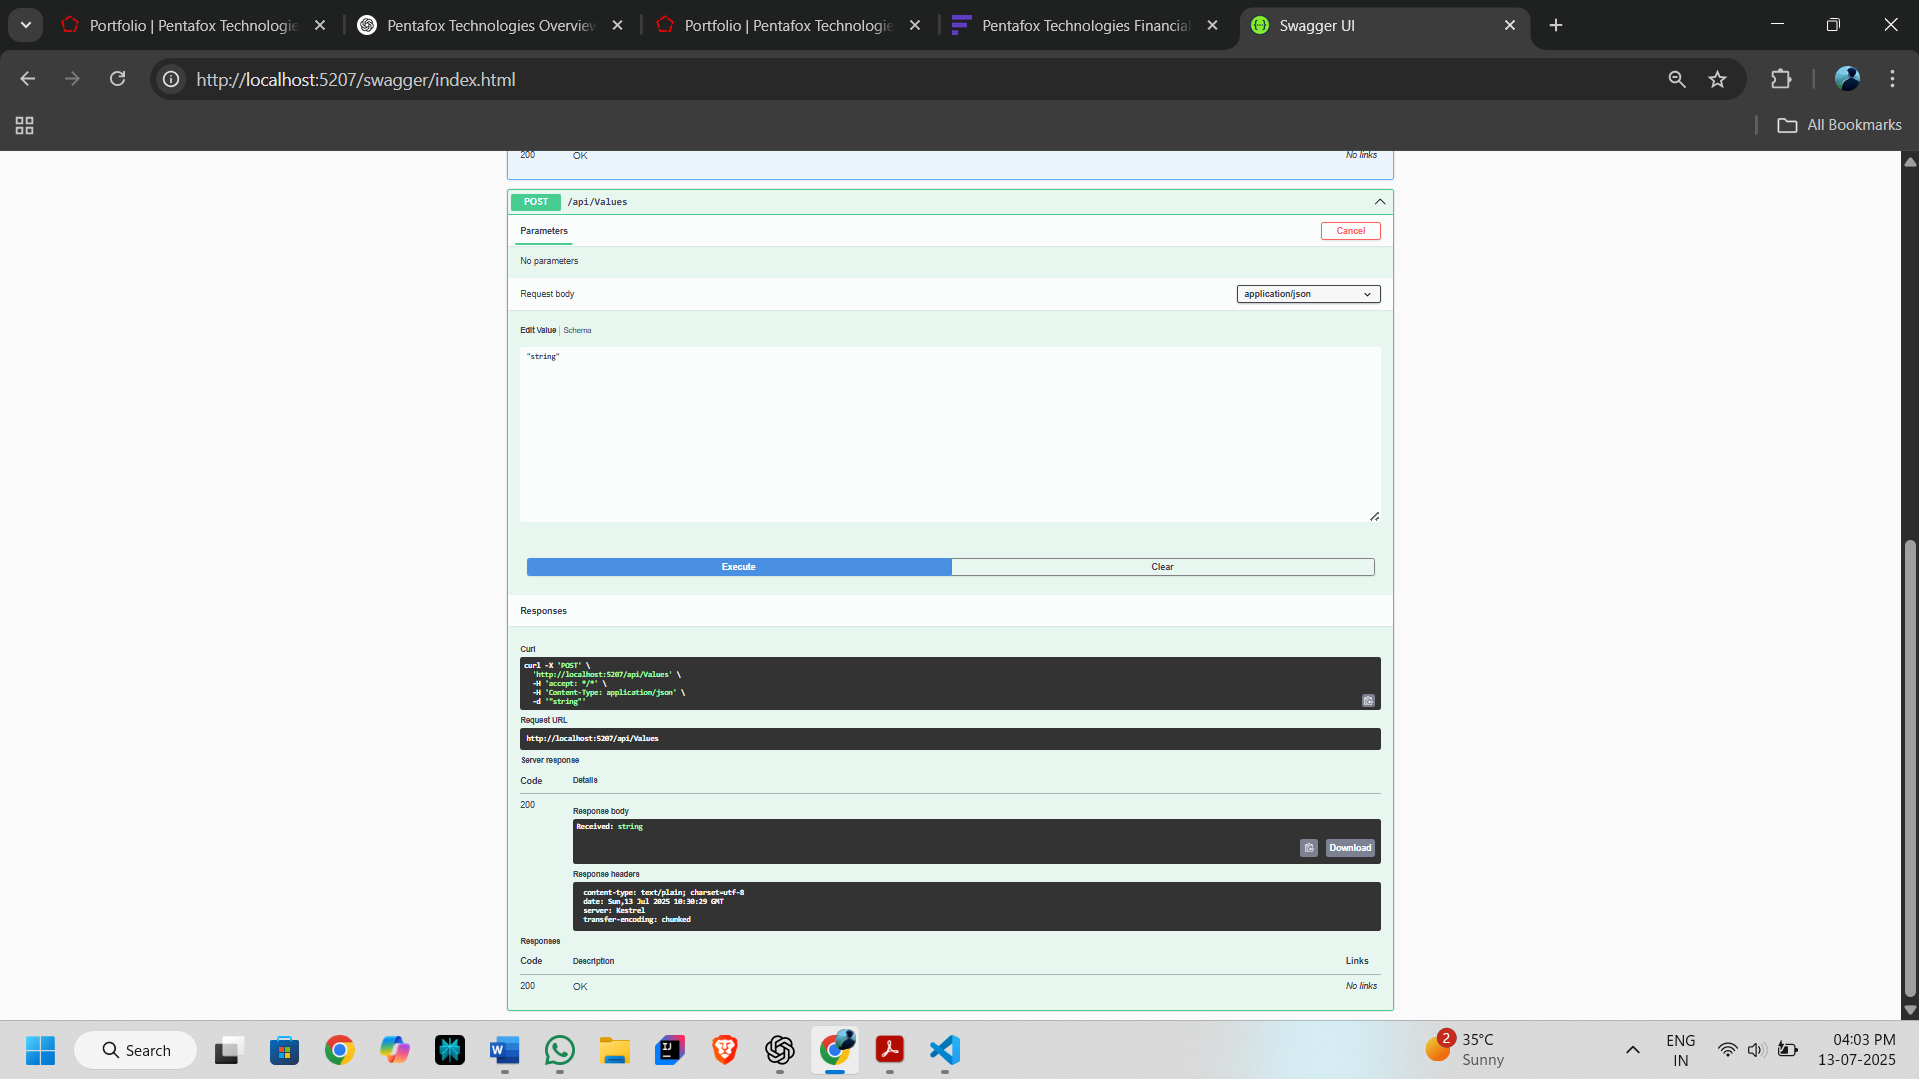 Portfolio | Pentafox Technologie
Pentafox Technologies Overview
Portfolio | Pentafox Technologie
Pentafox Technologies Financial
Swagger UI
http://localhost:5207/swagger/index.html
All Bookmarks
200 OK No links
POST /api/Values
Parameters Cancel
No parameters
Request body application/json
Edit Value | Schema
"string"
Execute Clear
Responses
Curl
curl -X 'POST' \
'http://localhost:5207/api/Values' \
-H 'accept: */*' \
-H 'Content-Type: application/json' \
-d '"string"'
Request URL
http://localhost:5207/api/Values
Server response
Code Details
200
Response body
Received: string
Download
Response headers
content-type: text/plain; charset=utf-8
date: Sun,13 Jul 2025 10:30:29 GMT
server: Kestrel
transfer-encoding: chunked
Responses
Code Description Links
200 OK No links
Search
2
35°C
Sunny
ENG
IN
04:03 PM
13-07-2025